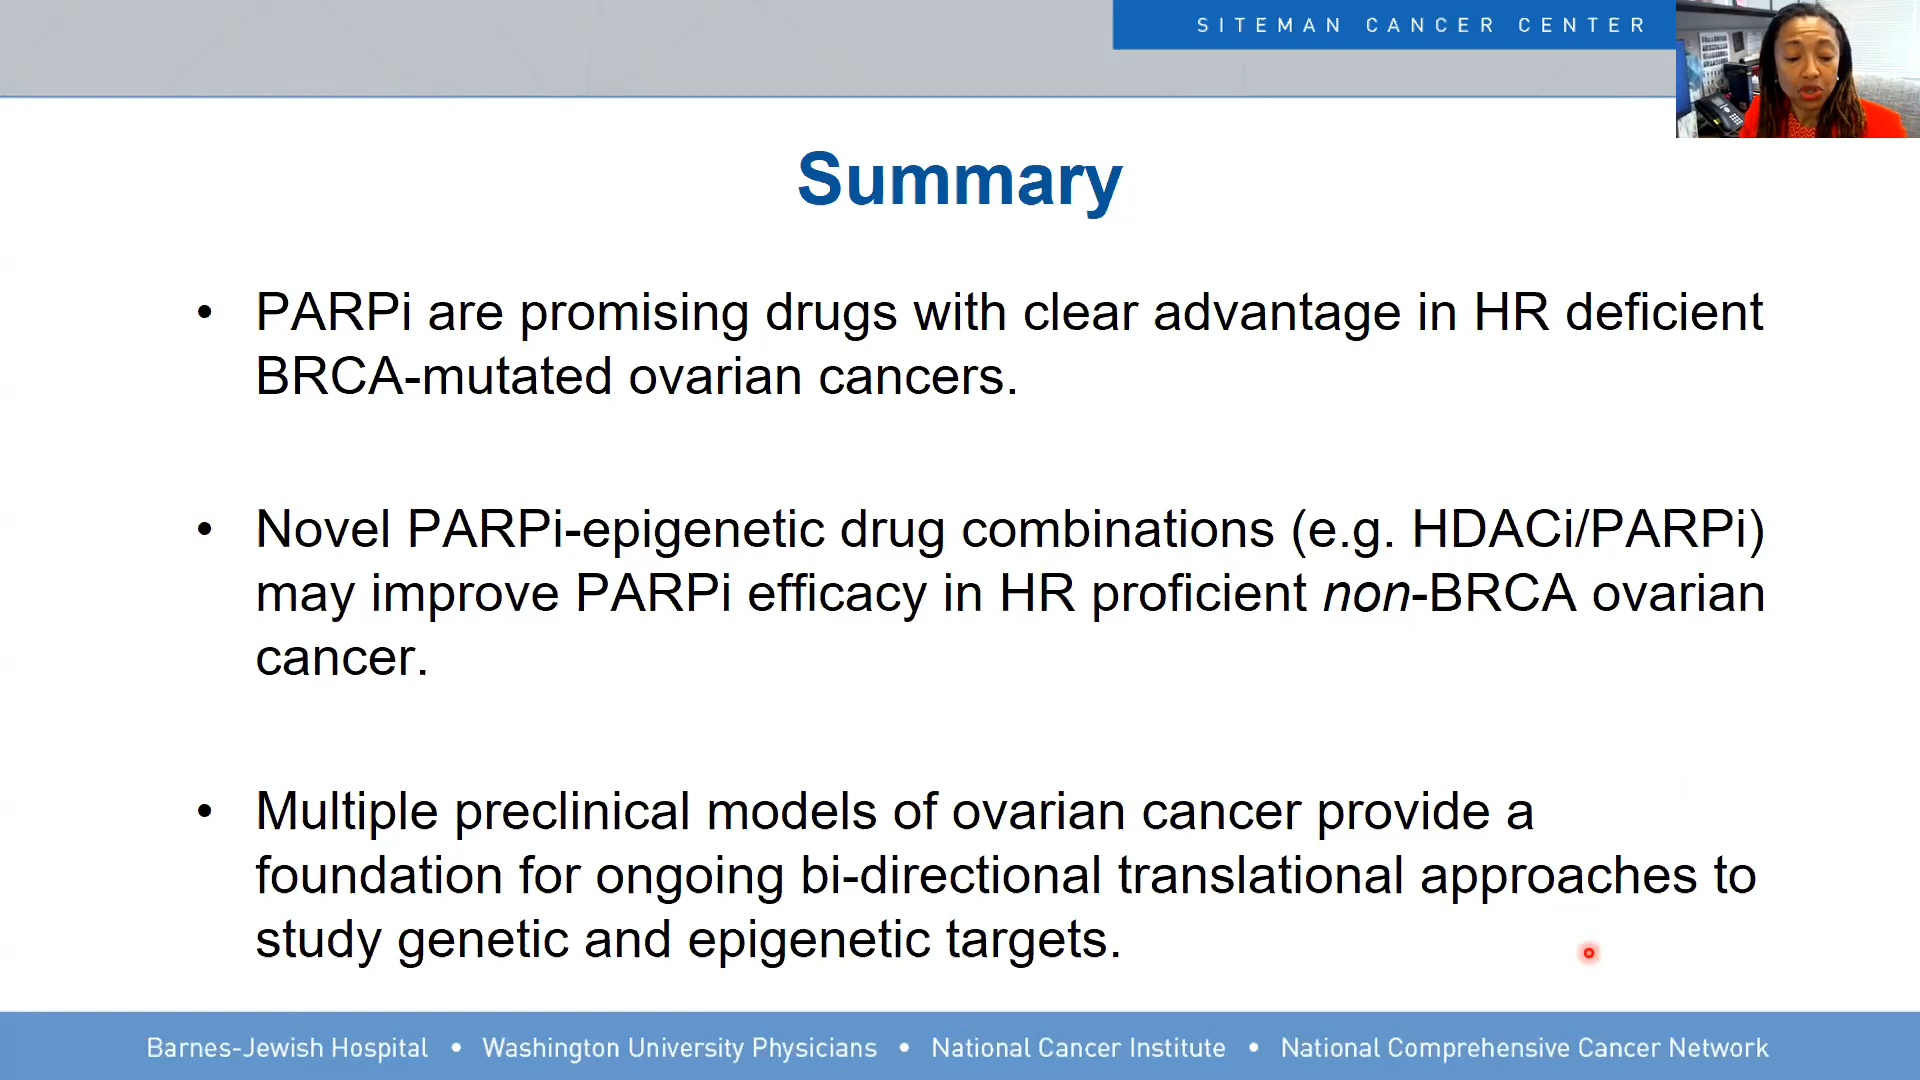 SITEMAN CANCER CENTER
Summary
• PARPi are promising drugs with clear advantage in HR deficient
BRCA-mutated ovarian cancers.
• Novel PARPi-epigenetic drug combinations (e.g. HDACi/PARPi)
may improve PARPi efficacy in HR proficient non-BRCA ovarian
cancer.
• Multiple preclinical models of ovarian cancer provide a
foundation for ongoing bi-directional translational approaches to
study genetic and epigenetic targets.
Barnes-Jewish Hospital • Washington University Physicians • National Cancer Institute • National Comprehensive Cancer Network